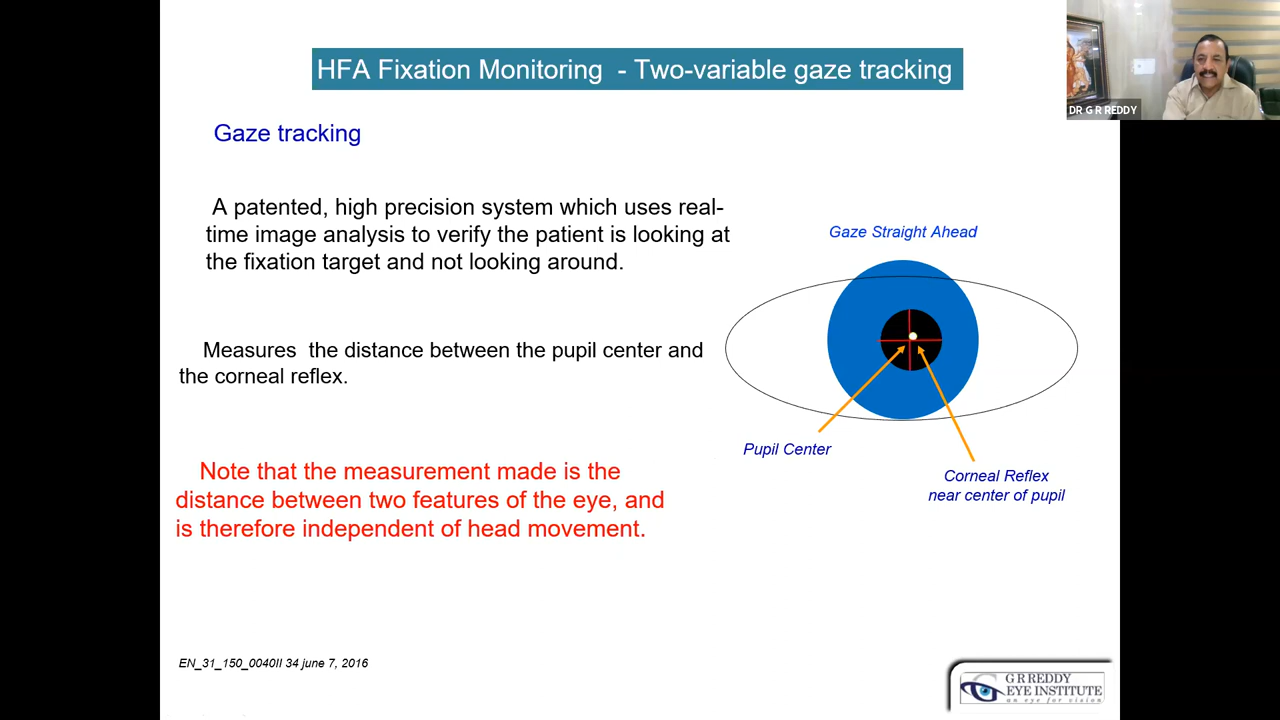 HFA Fixation Monitoring - Two-variable gaze tracking
DR G R REDDY
Gaze tracking
A patented, high precision system which uses real-
time image analysis to verify the patient is looking at
the fixation target and not looking around.
Gaze Straight Ahead
Measures the distance between the pupil center and
the corneal reflex.
Pupil Center
Corneal Reflex
near center of pupil
Note that the measurement made is the
distance between two features of the eye, and
is therefore independent of head movement.
EN_31_150_0040II 34 june 7, 2016
G R REDDY
EYE INSTITUTE
an eye for vision